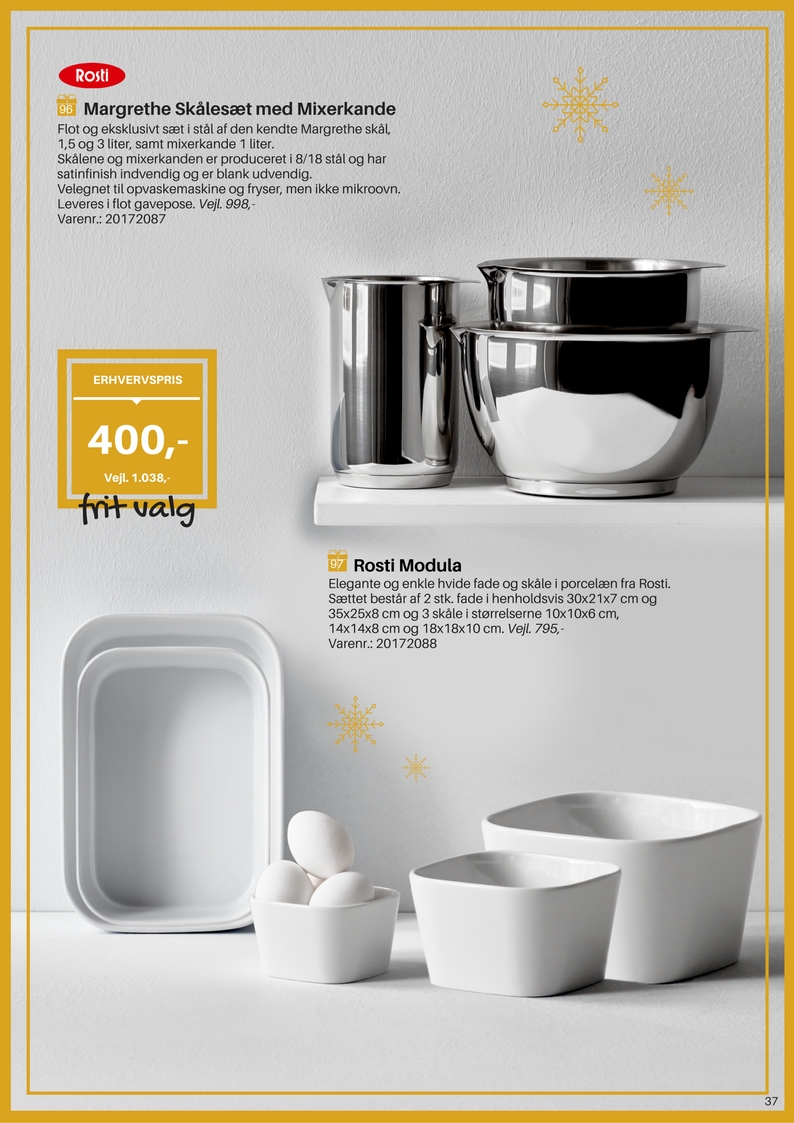 Rosti
96 Margrethe Skålesæt med Mixerkande
Flot og eksklusivt sæt i stål af den kendte Margrethe skål,
1,5 og 3 liter, samt mixerkande 1 liter.
Skålene og mixerkanden er produceret i 8/18 stål og har
satinfinish indvendig og er blank udvendig.
Velegnet til opvaskemaskine og fryser, men ikke mikroovn.
Leveres i flot gavepose. Vejl. 998,-
Varenr.: 20172087
ERHVERVSPRIS
400,-
Vejl. 1.038,-
frit valg
97 Rosti Modula
Elegante og enkle hvide fade og skåle i porcelæn fra Rosti.
Sættet består af 2 stk. fade i henholdsvis 30x21x7 cm og
35x25x8 cm og 3 skåle i størrelserne 10x10x6 cm,
14x14x8 cm og 18x18x10 cm. Vejl. 795,-
Varenr.: 20172088
37